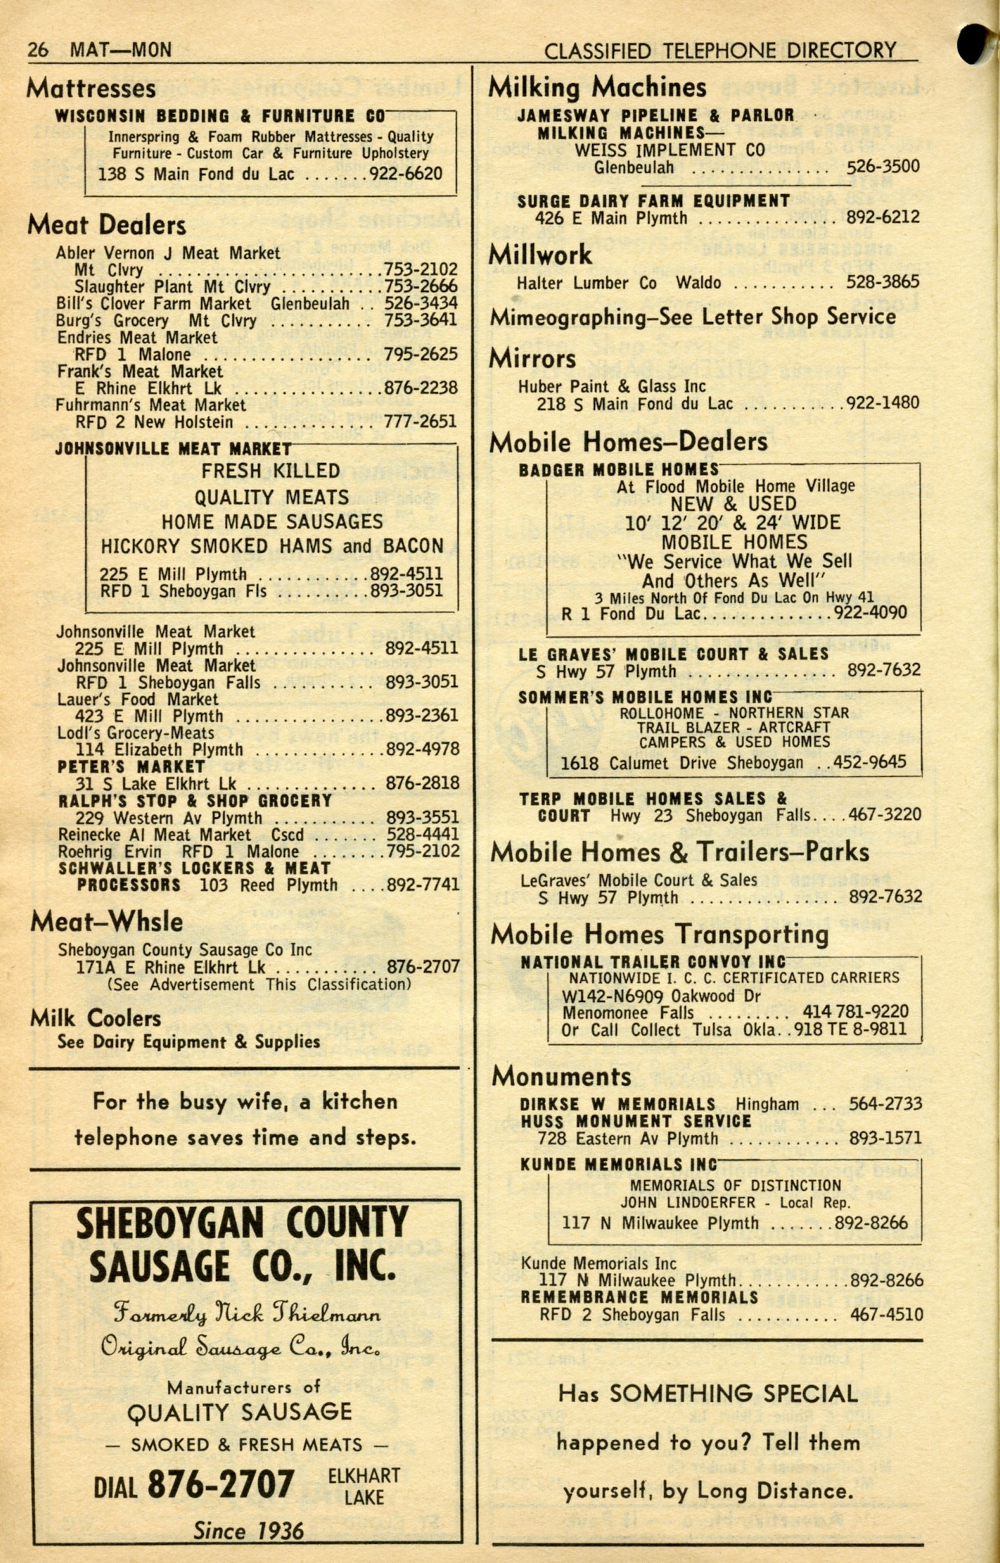 26 MAT—MON
CLASSIFIED TELEPHONE DIRECTORY
Mattresses
WISCONSIN BEDDING & FURNITURE CO
Innerspring & Foam Rubber Mattresses - Quality
Furniture - Custom Car & Furniture Upholstery
138 S Main Fond du Lac .......922-6620
Meat Dealers
Abler Vernon J Meat Market
Mt Clvry ........................753-2102
Slaughter Plant Mt Clvry ...........753-2666
Bill's Clover Farm Market Glenbeulah .. 526-3434
Burg's Grocery Mt Clvry ........... 753-3641
Endries Meat Market
RFD 1 Malone .................. 795-2625
Frank's Meat Market
E Rhine Elkhrt Lk ................876-2238
Fuhrmann's Meat Market
RFD 2 New Holstein .............. 777-2651
JOHNSONVILLE MEAT MARKET
FRESH KILLED
QUALITY MEATS
HOME MADE SAUSAGES
HICKORY SMOKED HAMS and BACON
225 E Mill Plymth ............892-4511
RFD 1 Sheboygan Fls ..........893-3051
Johnsonville Meat Market
225 E Mill Plymth ............... 892-4511
Johnsonville Meat Market
RFD 1 Sheboygan Falls ........... 893-3051
Lauer's Food Market
423 E Mill Plymth ................893-2361
Lodl's Grocery-Meats
114 Elizabeth Plymth ..............892-4978
PETER'S MARKET
31 S Lake Elkhrt Lk .............. 876-2818
RALPH'S STOP & SHOP GROCERY
229 Western Av Plymth ............ 893-3551
Reinecke Al Meat Market Cscd ....... 528-4441
Roehrig Ervin RFD 1 Malone ........795-2102
SCHWALLER'S LOCKERS & MEAT
PROCESSORS 103 Reed Plymth ....892-7741
Meat—Whsle
Sheboygan County Sausage Co Inc
171A E Rhine Elkhrt Lk ........... 876-2707
(See Advertisement This Classification)
Milk Coolers
See Dairy Equipment & Supplies
For the busy wife, a kitchen
telephone saves time and steps.
SHEBOYGAN COUNTY
SAUSAGE CO., INC.
Formerly Nick Thielmann
Original Sausage Co., Inc.
Manufacturers of
QUALITY SAUSAGE
— SMOKED & FRESH MEATS —
DIAL 876-2707 ELKHART
LAKE
Since 1936
Milking Machines
JAMESWAY PIPELINE & PARLOR
MILKING MACHINES—
WEISS IMPLEMENT CO
Glenbeulah ............... 526-3500
SURGE DAIRY FARM EQUIPMENT
426 E Main Plymth ............... 892-6212
Millwork
Halter Lumber Co Waldo ........... 528-3865
Mimeographing—See Letter Shop Service
Mirrors
Huber Paint & Glass Inc
218 S Main Fond du Lac ...........922-1480
Mobile Homes—Dealers
BADGER MOBILE HOMES
At Flood Mobile Home Village
NEW & USED
10' 12' 20' & 24' WIDE
MOBILE HOMES
"We Service What We Sell
And Others As Well"
3 Miles North Of Fond Du Lac On Hwy 41
R 1 Fond Du Lac..............922-4090
LE GRAVES' MOBILE COURT & SALES
S Hwy 57 Plymth ................ 892-7632
SOMMER'S MOBILE HOMES INC
ROLLOHOME - NORTHERN STAR
TRAIL BLAZER - ARTCRAFT
CAMPERS & USED HOMES
1618 Calumet Drive Sheboygan ..452-9645
TERP MOBILE HOMES SALES &
COURT Hwy 23 Sheboygan Falls....467-3220
Mobile Homes & Trailers—Parks
LeGraves' Mobile Court & Sales
S Hwy 57 Plymth ................ 892-7632
Mobile Homes Transporting
NATIONAL TRAILER CONVOY INC
NATIONWIDE I. C. C. CERTIFICATED CARRIERS
W142-N6909 Oakwood Dr
Menomonee Falls ......... 414 781-9220
Or Call Collect Tulsa Okla..918 TE 8-9811
Monuments
DIRKSE W MEMORIALS Hingham ... 564-2733
HUSS MONUMENT SERVICE
728 Eastern Av Plymth ............ 893-1571
KUNDE MEMORIALS INC
MEMORIALS OF DISTINCTION
JOHN LINDOERFER - Local Rep.
117 N Milwaukee Plymth .......892-8266
Kunde Memorials Inc
117 N Milwaukee Plymth............892-8266
REMEMBRANCE MEMORIALS
RFD 2 Sheboygan Falls ........... 467-4510
Has SOMETHING SPECIAL
happened to you? Tell them
yourself, by Long Distance.